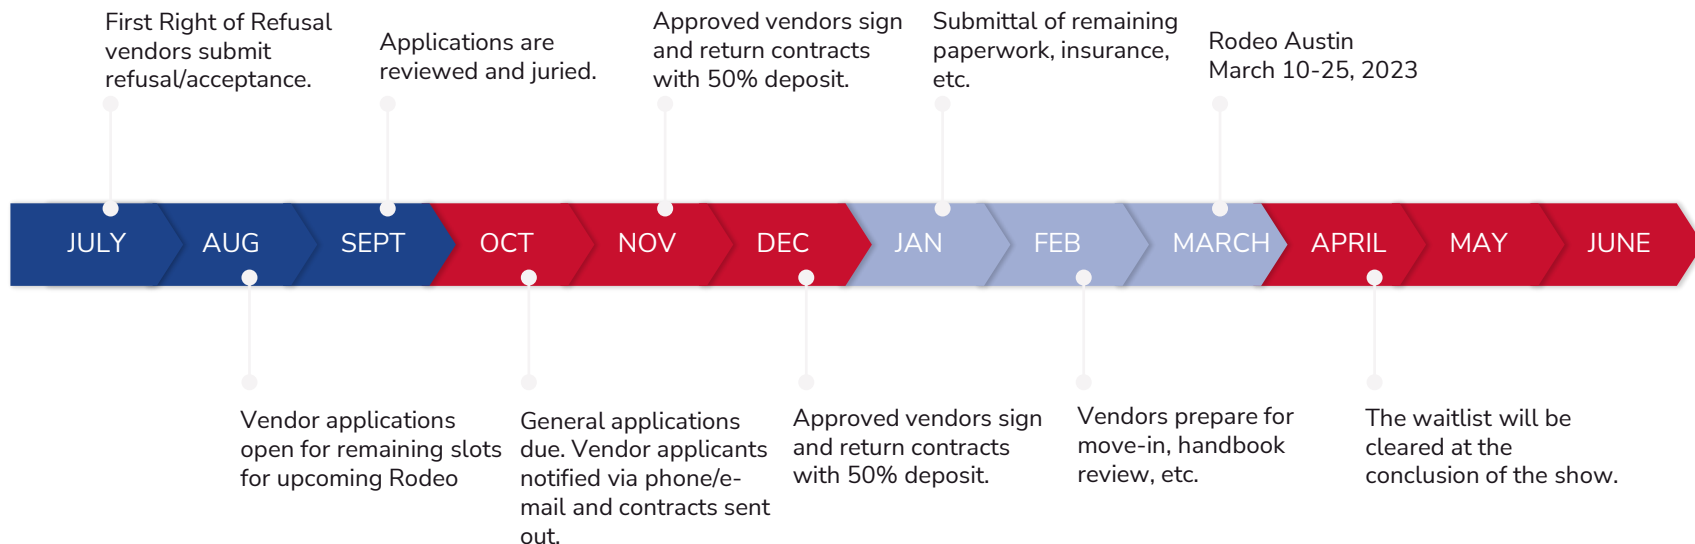 First Right of Refusal
vendors submit
refusal/acceptance.
Applications are
reviewed and juried.
Approved vendors sign
and return contracts
with 50% deposit.
Submittal of remaining
paperwork, insurance,
etc.
Rodeo Austin
March 10-25, 2023
JULY
AUG
SEPT
OCT
NOV
DEC
JAN
FEB
MARCH
APRIL
MAY
JUNE
Vendor applications
open for remaining slots
for upcoming Rodeo
General applications
due. Vendor applicants
notified via phone/e-
mail and contracts sent
out.
Approved vendors sign
and return contracts
with 50% deposit.
Vendors prepare for
move-in, handbook
review, etc.
The waitlist will be
cleared at the
conclusion of the show.